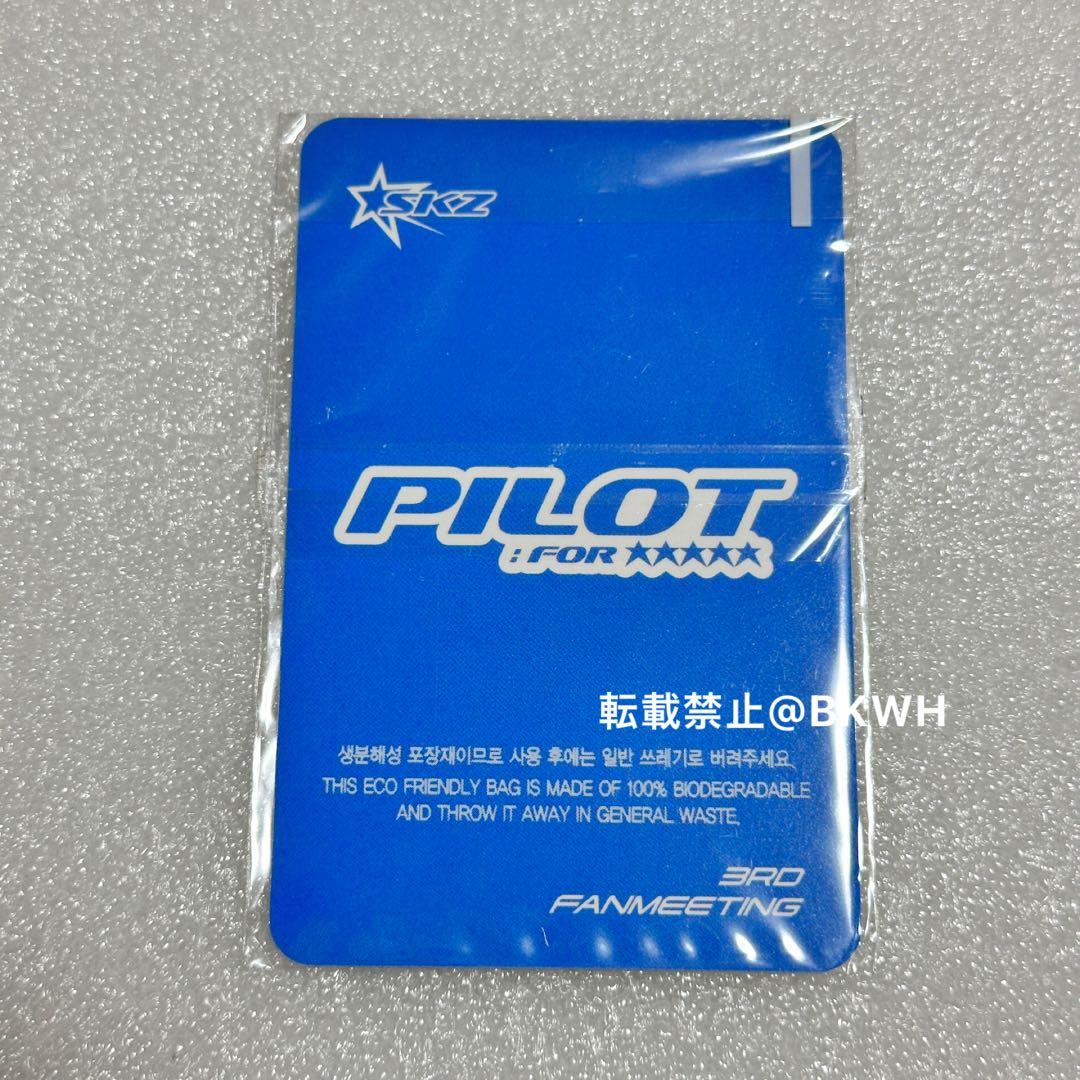 SKZ
PILOT
:FOR ★★★★★
転載禁止@BKWH
생분해성 포장재이므로 사용 후에는 일반 쓰레기로 버려주세요.
THIS ECO FRIENDLY BAG IS MADE OF 100% BIODEGRADABLE
AND THROW IT AWAY IN GENERAL WASTE.
3RD
FANMEETING